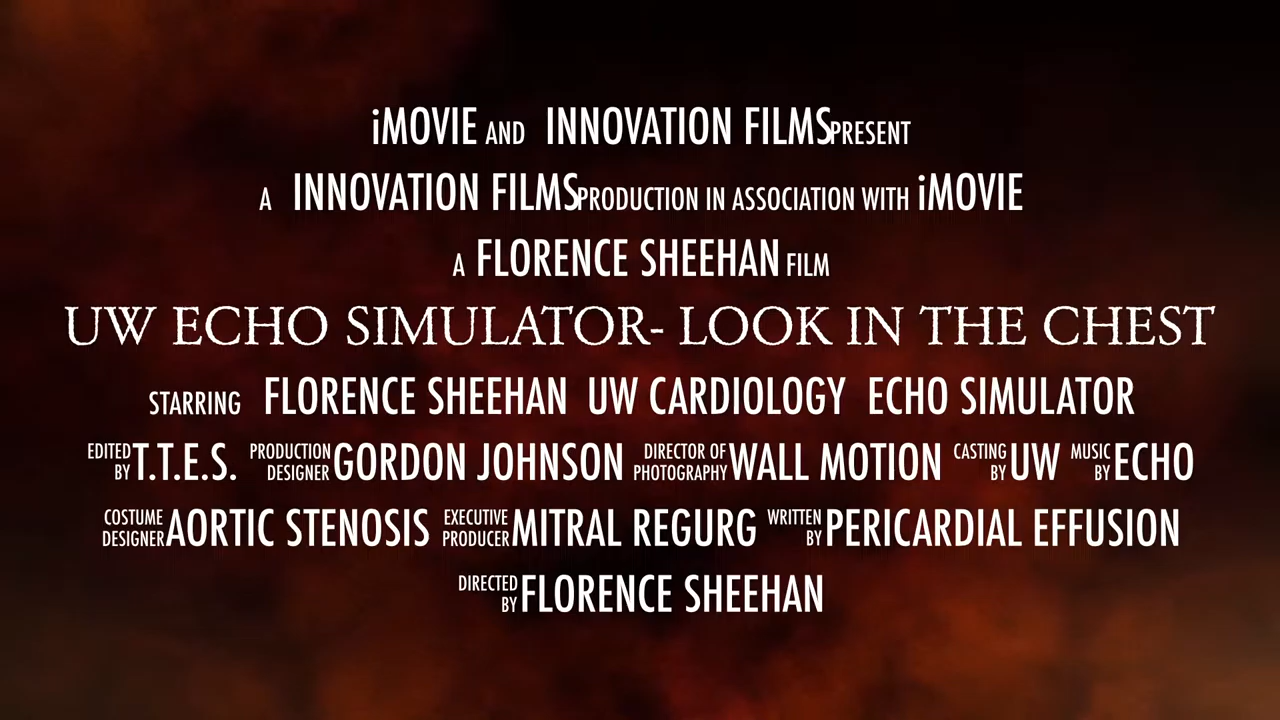 iMOVIE AND INNOVATION FILMS PRESENT
A INNOVATION FILMS PRODUCTION IN ASSOCIATION WITH iMOVIE
A FLORENCE SHEEHAN FILM
UW ECHO SIMULATOR- LOOK IN THE CHEST
STARRING FLORENCE SHEEHAN UW CARDIOLOGY ECHO SIMULATOR
EDITED BY T.T.E.S. PRODUCTION DESIGNER GORDON JOHNSON DIRECTOR OF PHOTOGRAPHY WALL MOTION CASTING BY UW MUSIC BY ECHO
COSTUME DESIGNER AORTIC STENOSIS EXECUTIVE PRODUCER MITRAL REGURG WRITTEN BY PERICARDIAL EFFUSION
DIRECTED BY FLORENCE SHEEHAN